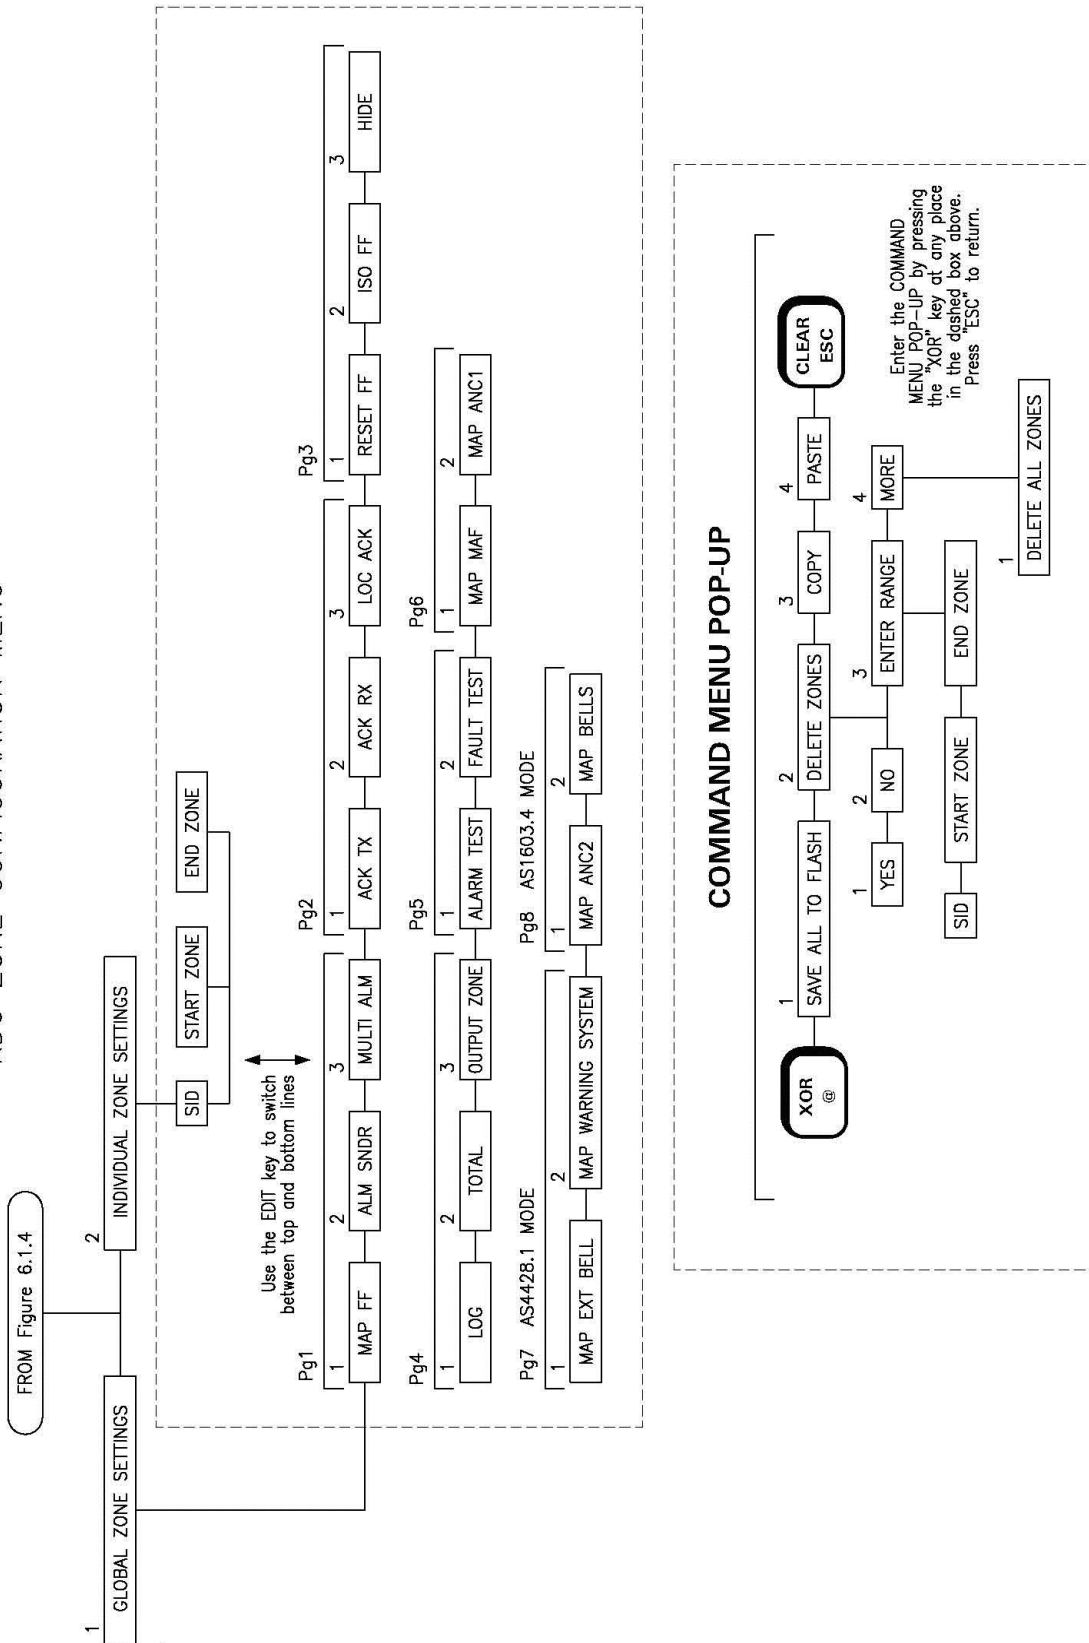 FROM Figure 6.1.4
1
GLOBAL ZONE SETTINGS
2
INDIVIDUAL ZONE SETTINGS
SID
START ZONE
END ZONE
Use the EDIT key to switch
between top and bottom lines
Pg1
1
MAP FF
2
ALM SNDR
3
MULTI ALM
Pg2
1
ACK TX
2
ACK RX
3
LOC ACK
Pg3
1
RESET FF
2
ISO FF
3
HIDE
Pg4
1
LOG
2
TOTAL
3
OUTPUT ZONE
Pg5
1
ALARM TEST
2
FAULT TEST
Pg6
1
MAP MAF
2
MAP ANC1
Pg7 AS4428.1 MODE
1
MAP EXT BELL
2
MAP WARNING SYSTEM
Pg8 AS1603.4 MODE
1
MAP ANC2
2
MAP BELLS
COMMAND MENU POP-UP
XOR
@
1
SAVE ALL TO FLASH
2
DELETE ZONES
3
COPY
4
PASTE
CLEAR
ESC
1
YES
2
NO
3
ENTER RANGE
4
MORE
SID
START ZONE
END ZONE
1
DELETE ALL ZONES
Enter the COMMAND
MENU POP-UP by pressing
the "XOR" key at any place
in the dashed box above.
Press "ESC" to return.